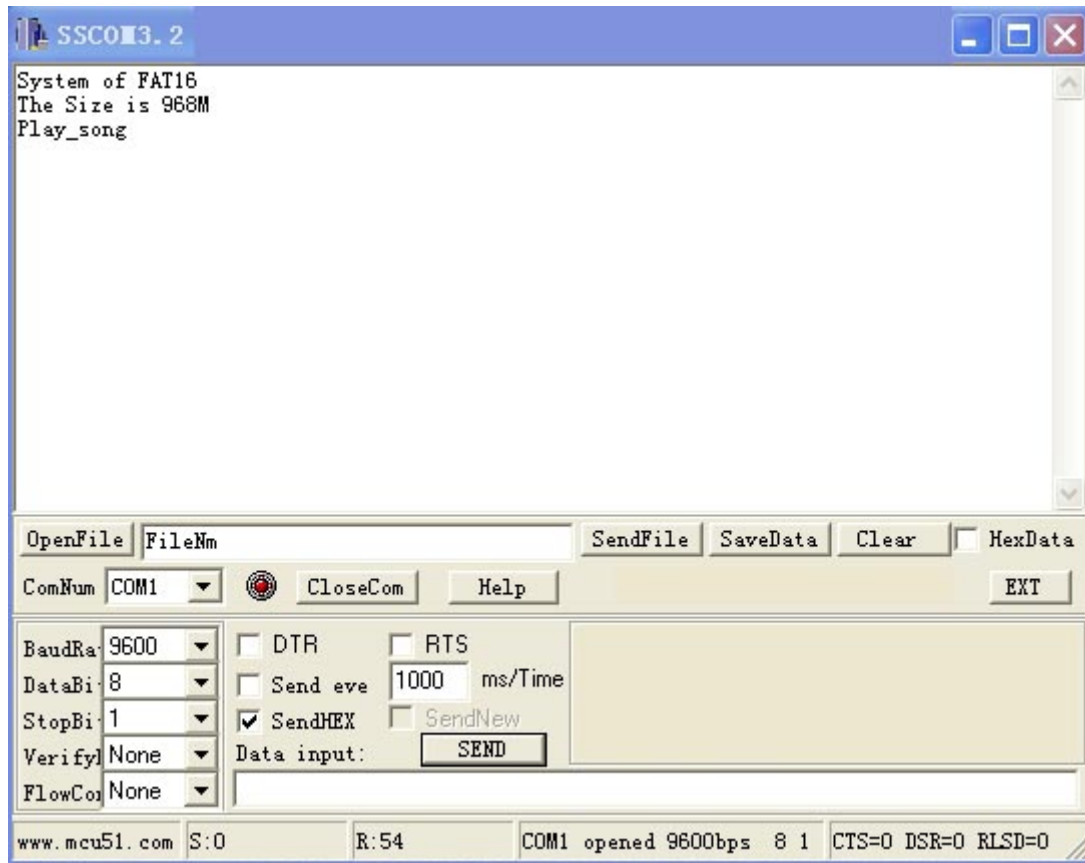 SSCOM3.2
System of FAT16
The Size is 968M
Play_song
OpenFile FileNm SendFile SaveData Clear HexData
ComNum COM1 CloseCom Help EXT
BaudRa 9600 DTR RTS
DataBi 8 Send eve 1000 ms/Time
StopBi 1 SendHEX SendNew
Verify None Data input: SEND
FlowCo None
www.mcu51.com S:0 R:54 COM1 opened 9600bps 8 1 CTS=0 DSR=0 RLSD=0